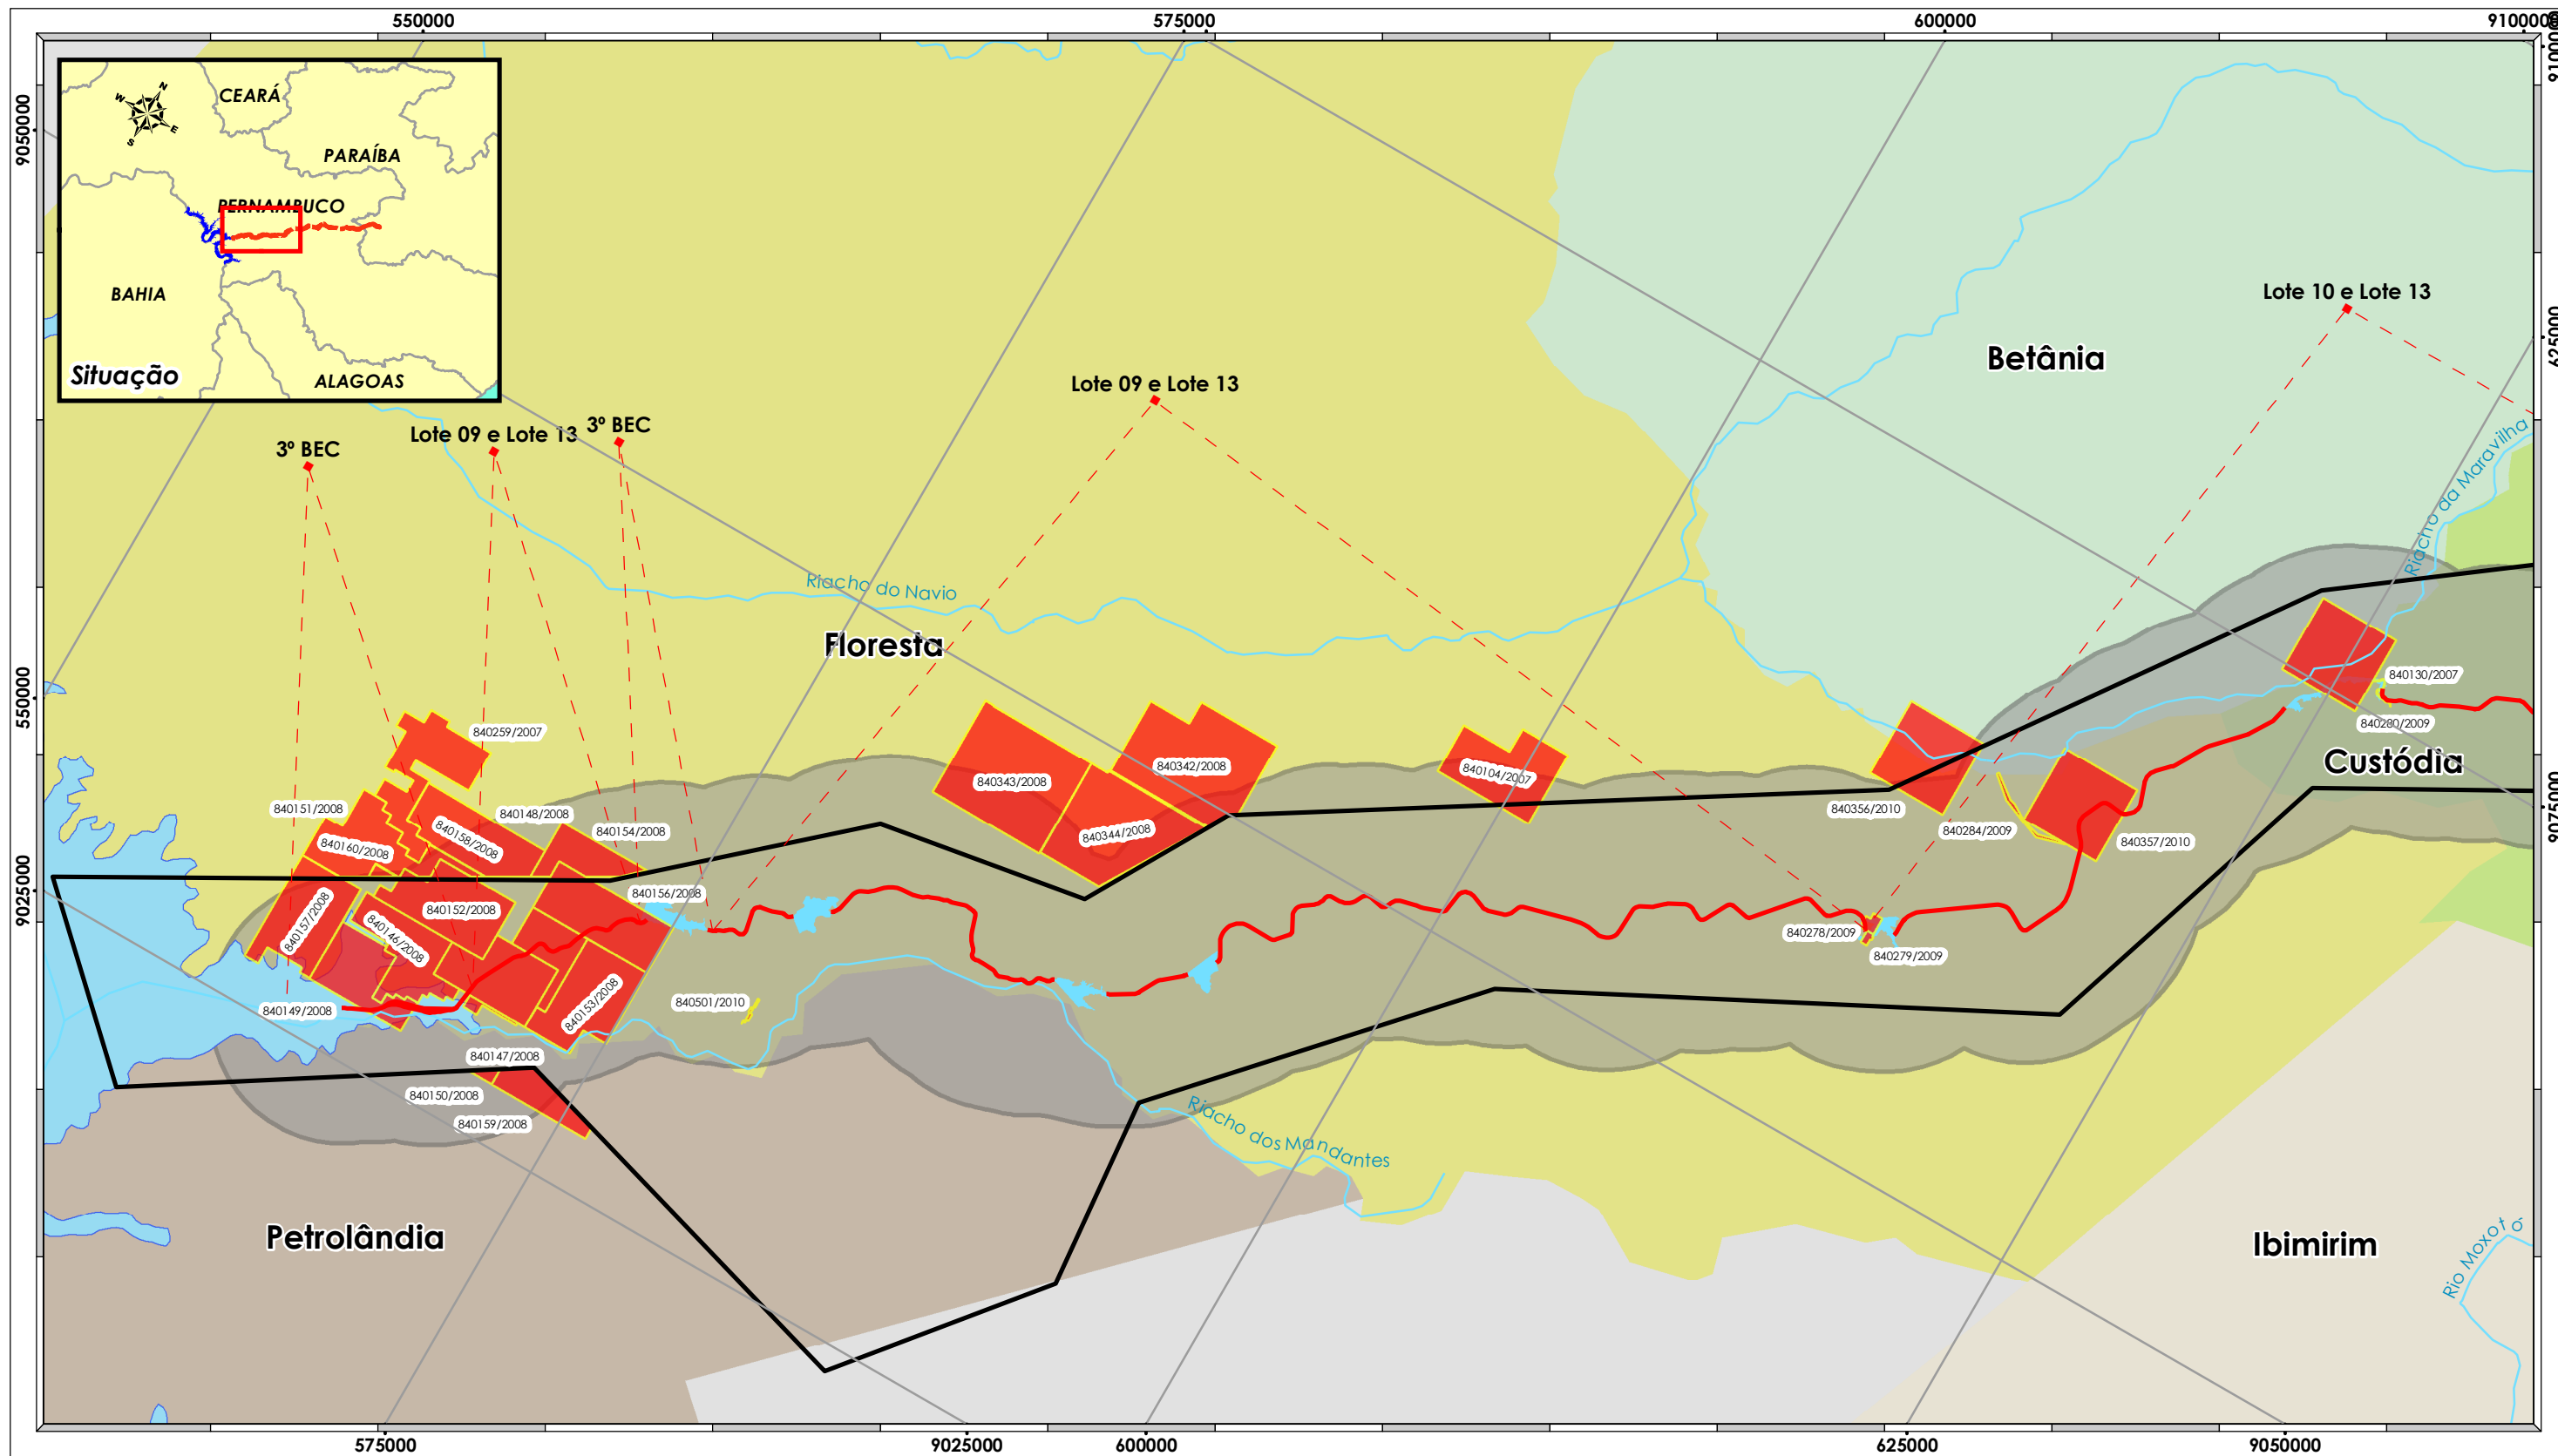 550000
575000
600000
9100000
9100000
9050000
625000
550000
9025000
9075000
N
W
E
S
CEARÁ
PARAÍBA
PERNAMBUCO
BAHIA
ALAGOAS
Situação
Lote 10 e Lote 13
Betânia
Lote 09 e Lote 13
3º BEC
Lote 09 e Lote 13
3º BEC
Riacho da Maravilha
Riacho do Navio
Floresta
840130/2007
840280/2009
Custódia
840259/2007
840343/2008
840342/2008
840104/2007
840151/2008
840148/2008
840154/2008
840158/2008
840160/2008
840344/2008
840356/2010
840284/2009
840357/2010
840156/2008
840152/2008
840157/2008
840146/2008
840278/2009
840279/2009
840149/2008
840153/2008
840501/2010
840147/2008
840150/2008
840159/2008
Riacho dos Mandantes
Petrolândia
Ibimirim
Rio Moxotó
575000
9025000
600000
625000
9050000